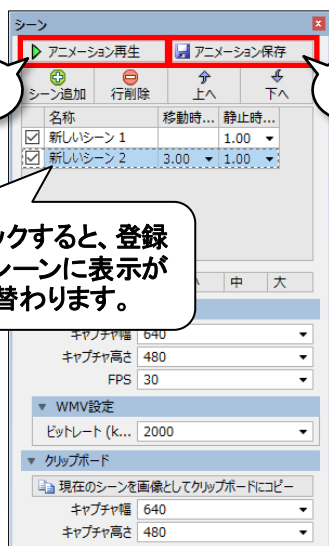 シーン
アニメーション再生 アニメーション保存
シーン追加 行削除 上へ 下へ
名称 移動時... 静止時...
新しいシーン 1 1.00
新しいシーン 2 3.00 1.00
ックすると、登録
シーンに表示が
替わります。
中 大
キャプチャ幅 640
キャプチャ高さ 480
FPS 30
WMV設定
ビットレート (k... 2000
クリップボード
現在のシーンを画像としてクリップボードにコピー
キャプチャ幅 640
キャプチャ高さ 480